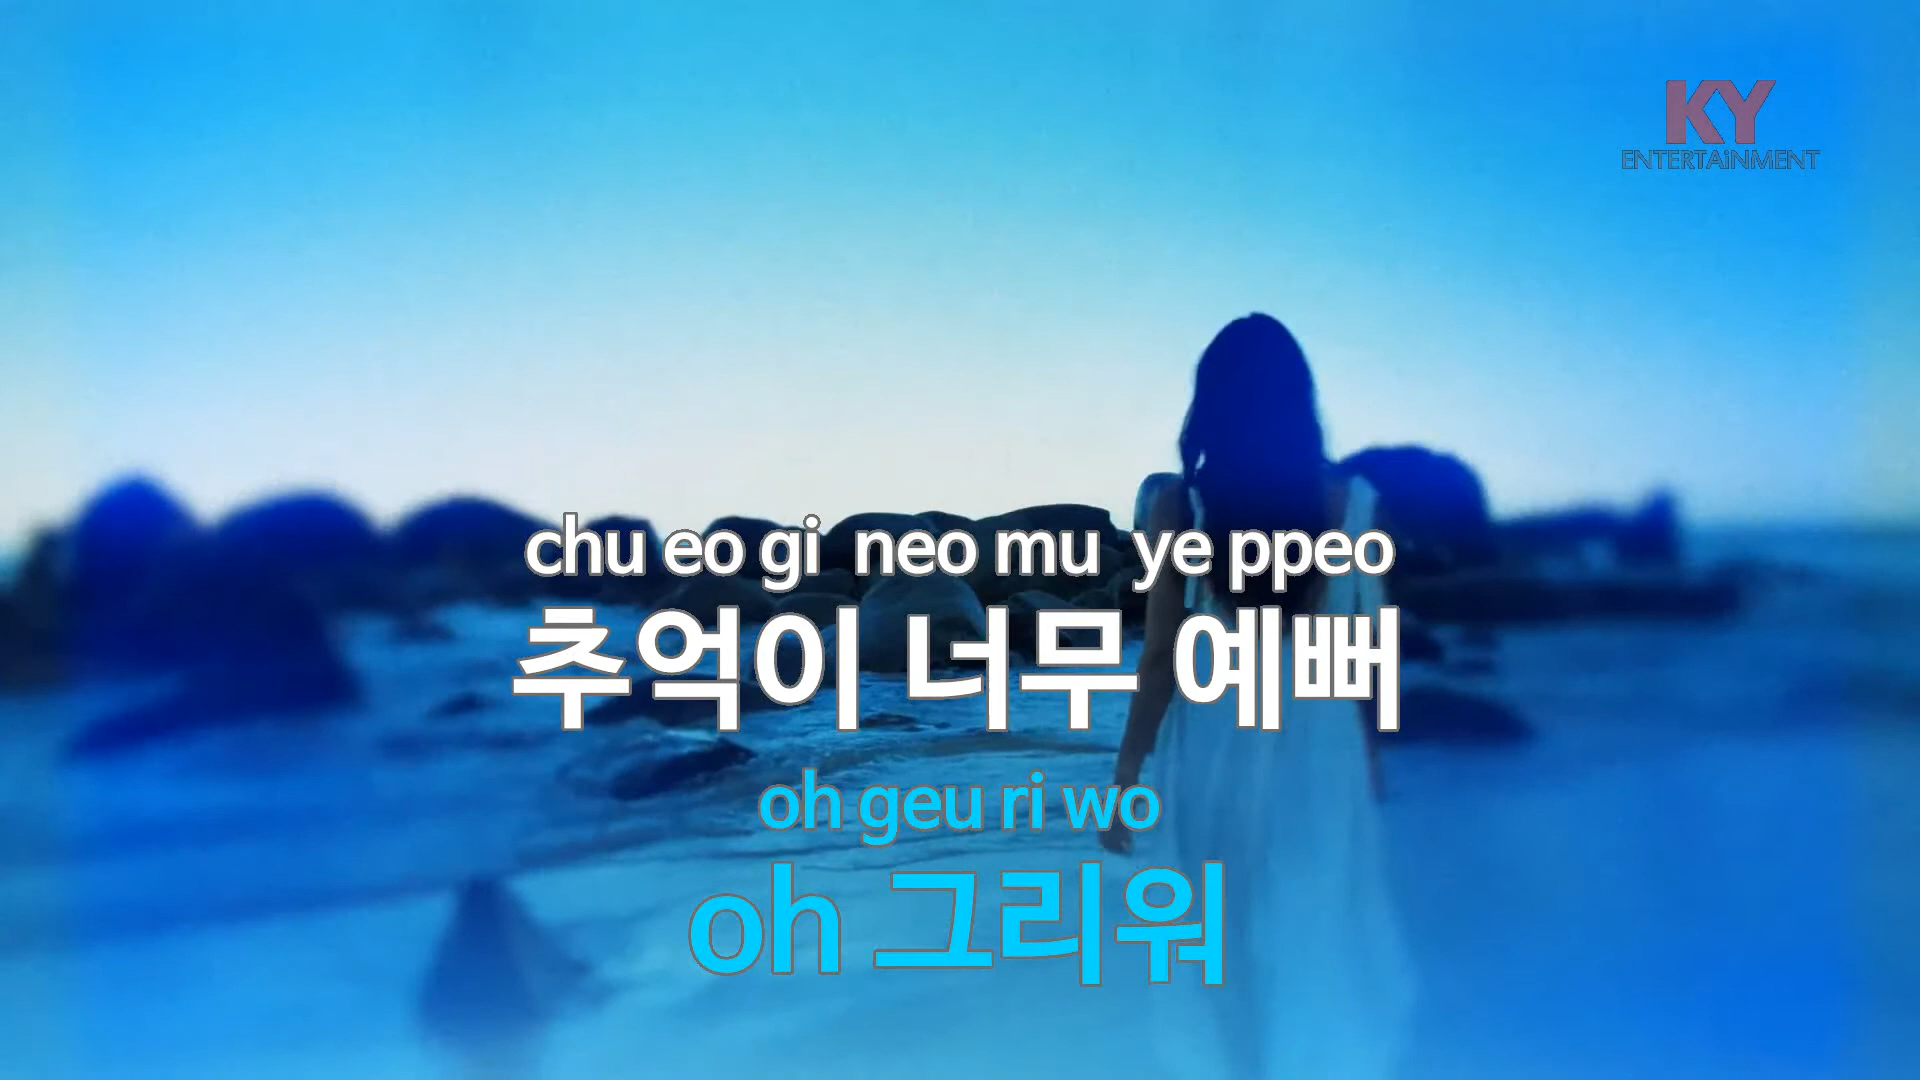 KY
ENTERTAiNMENT
chu eo gi neo mu ye ppeo
추억이 너무 예뻐
oh geu ri wo
oh 그리워